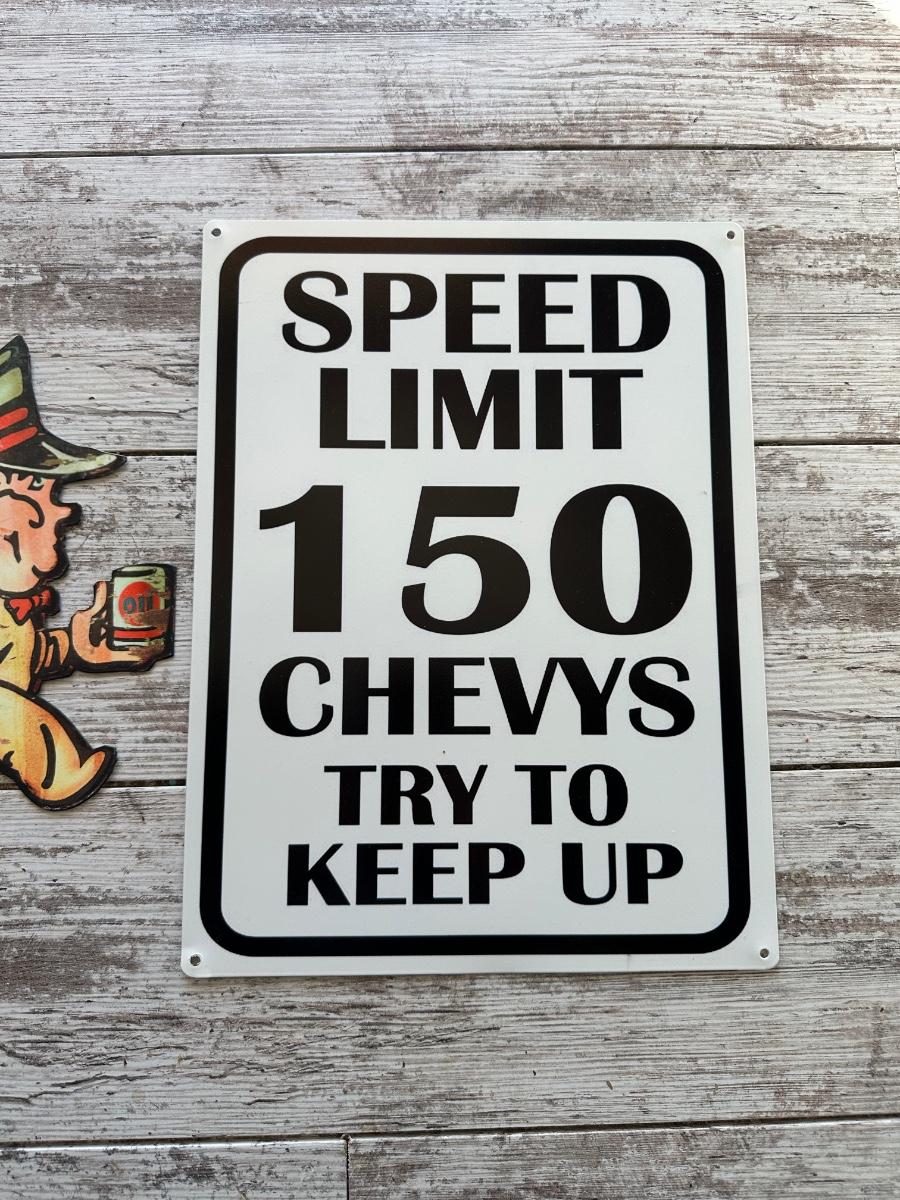 SPEED
LIMIT
150
CHEVYS
TRY TO
KEEP UP
OIL